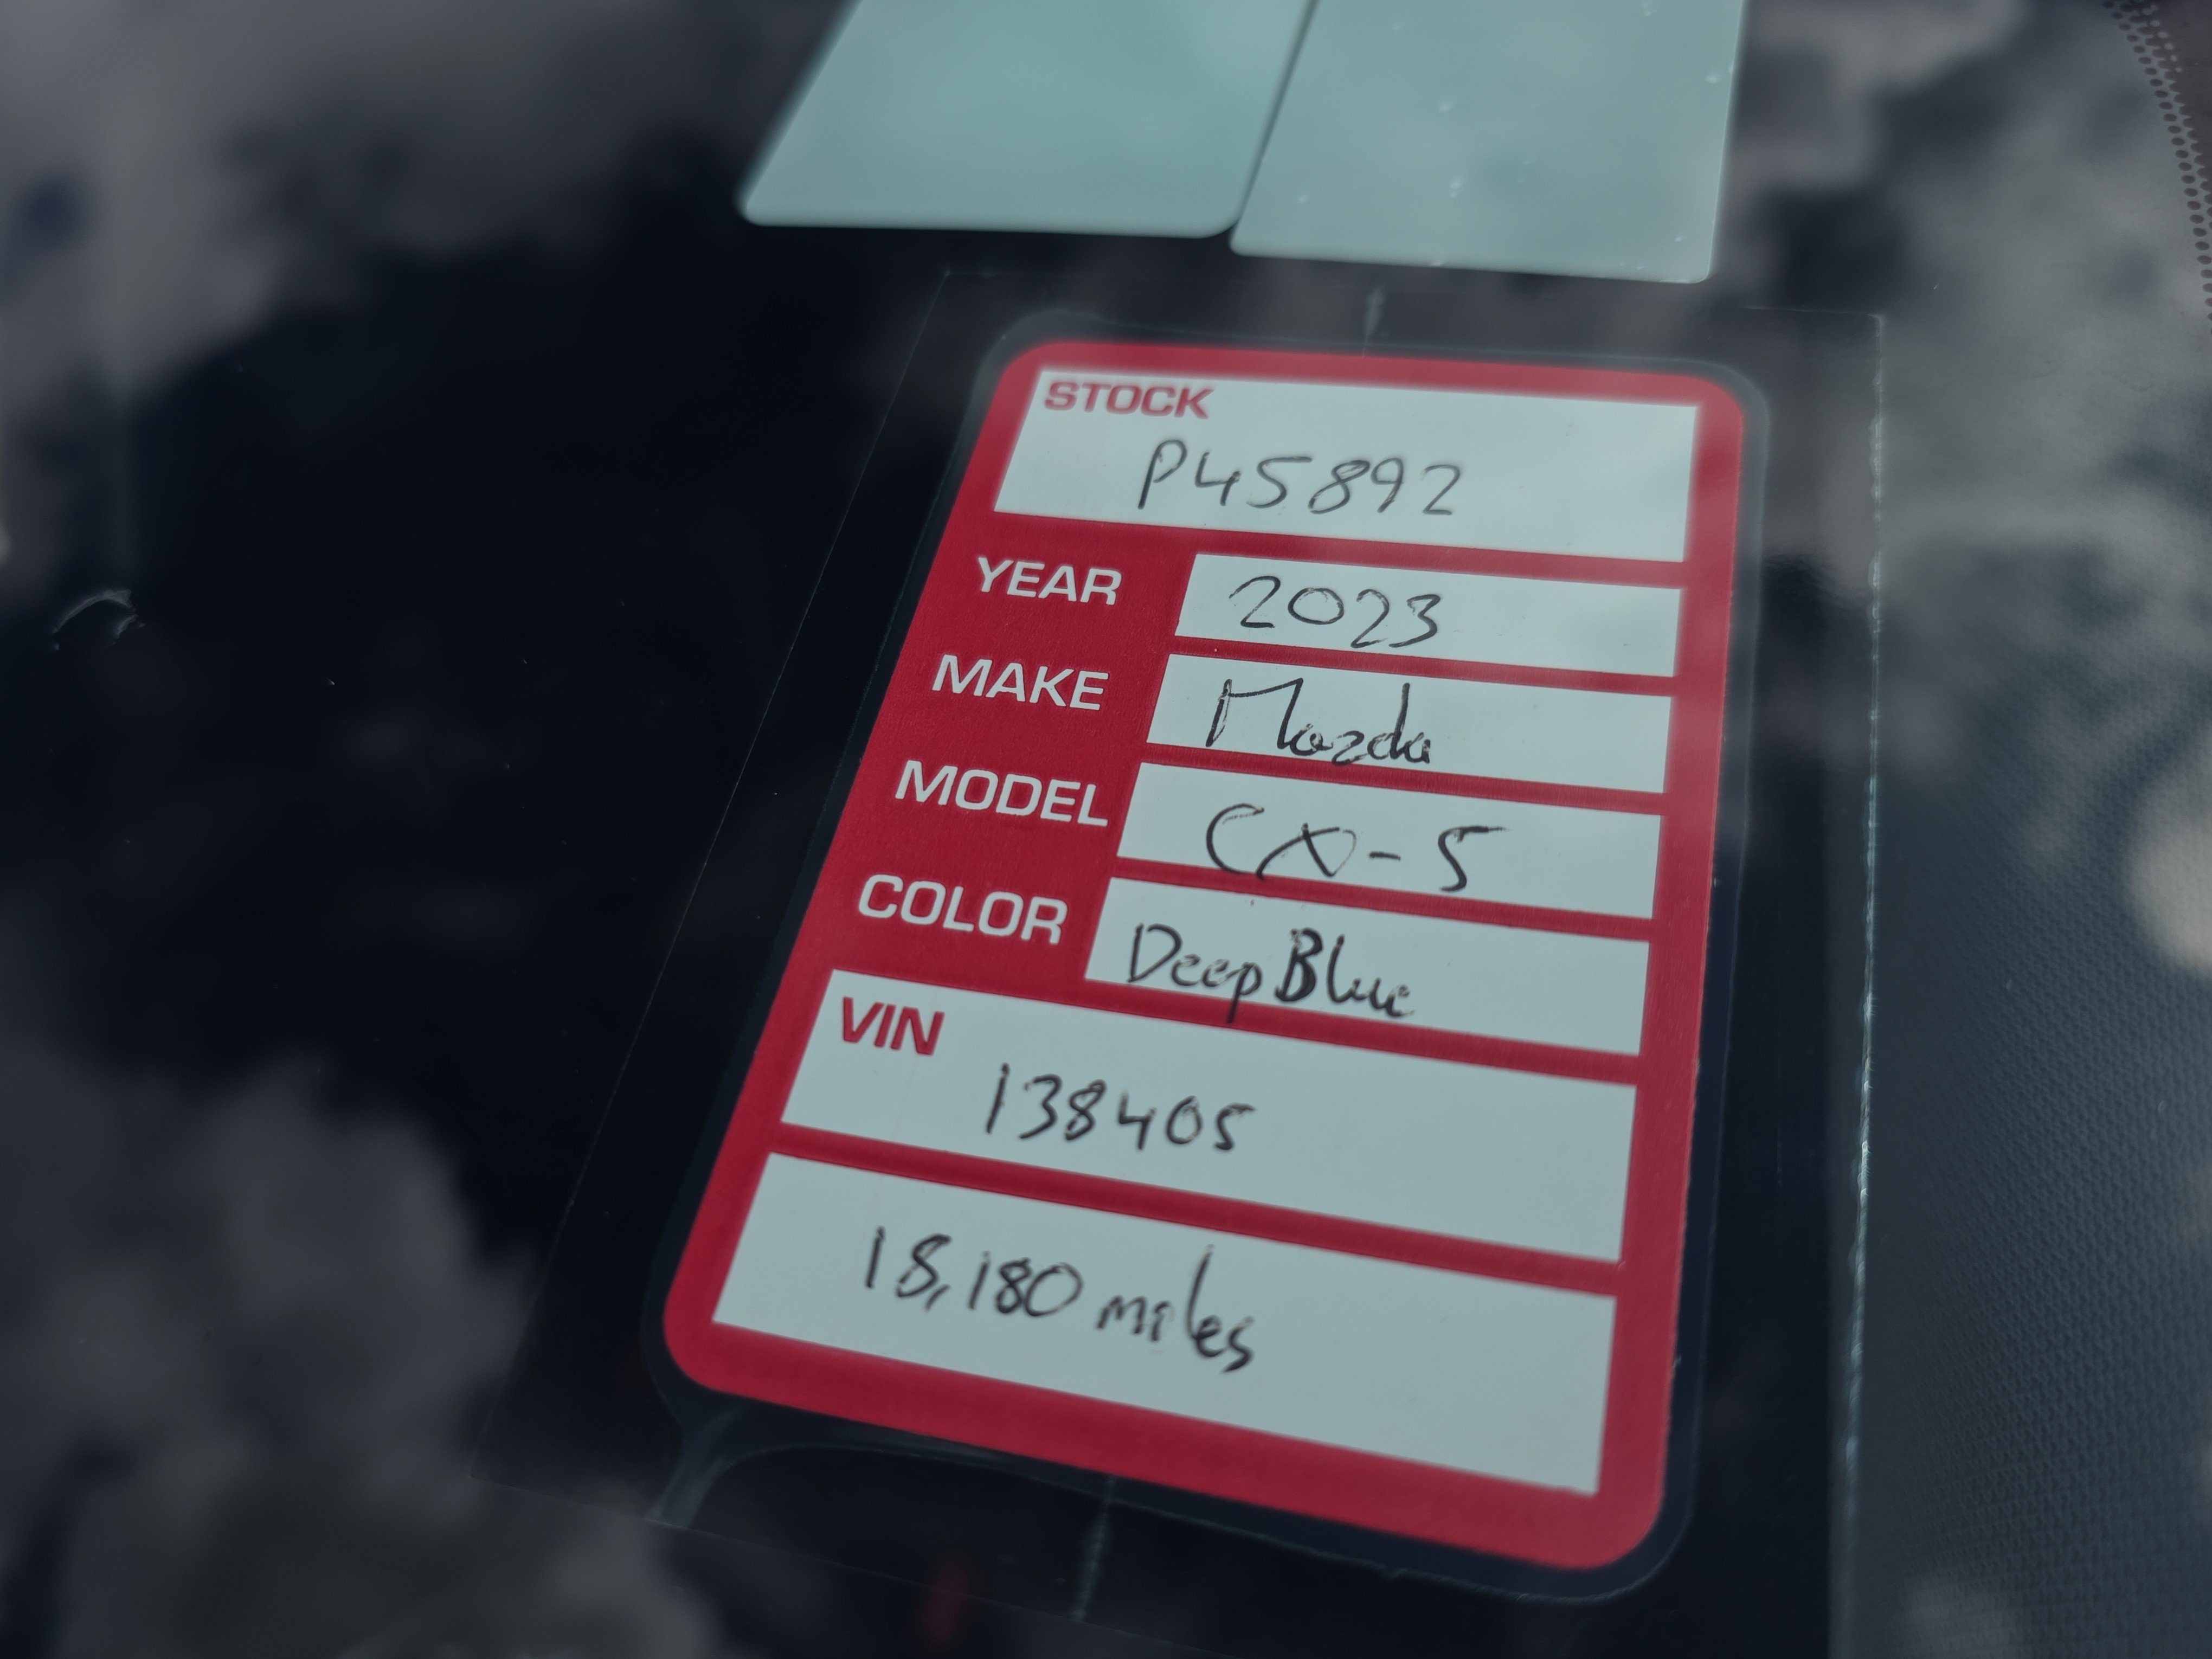 STOCK
P45892
YEAR 2023
MAKE Mazda
MODEL CX-5
COLOR Deep Blue
VIN
138405
18,180 miles